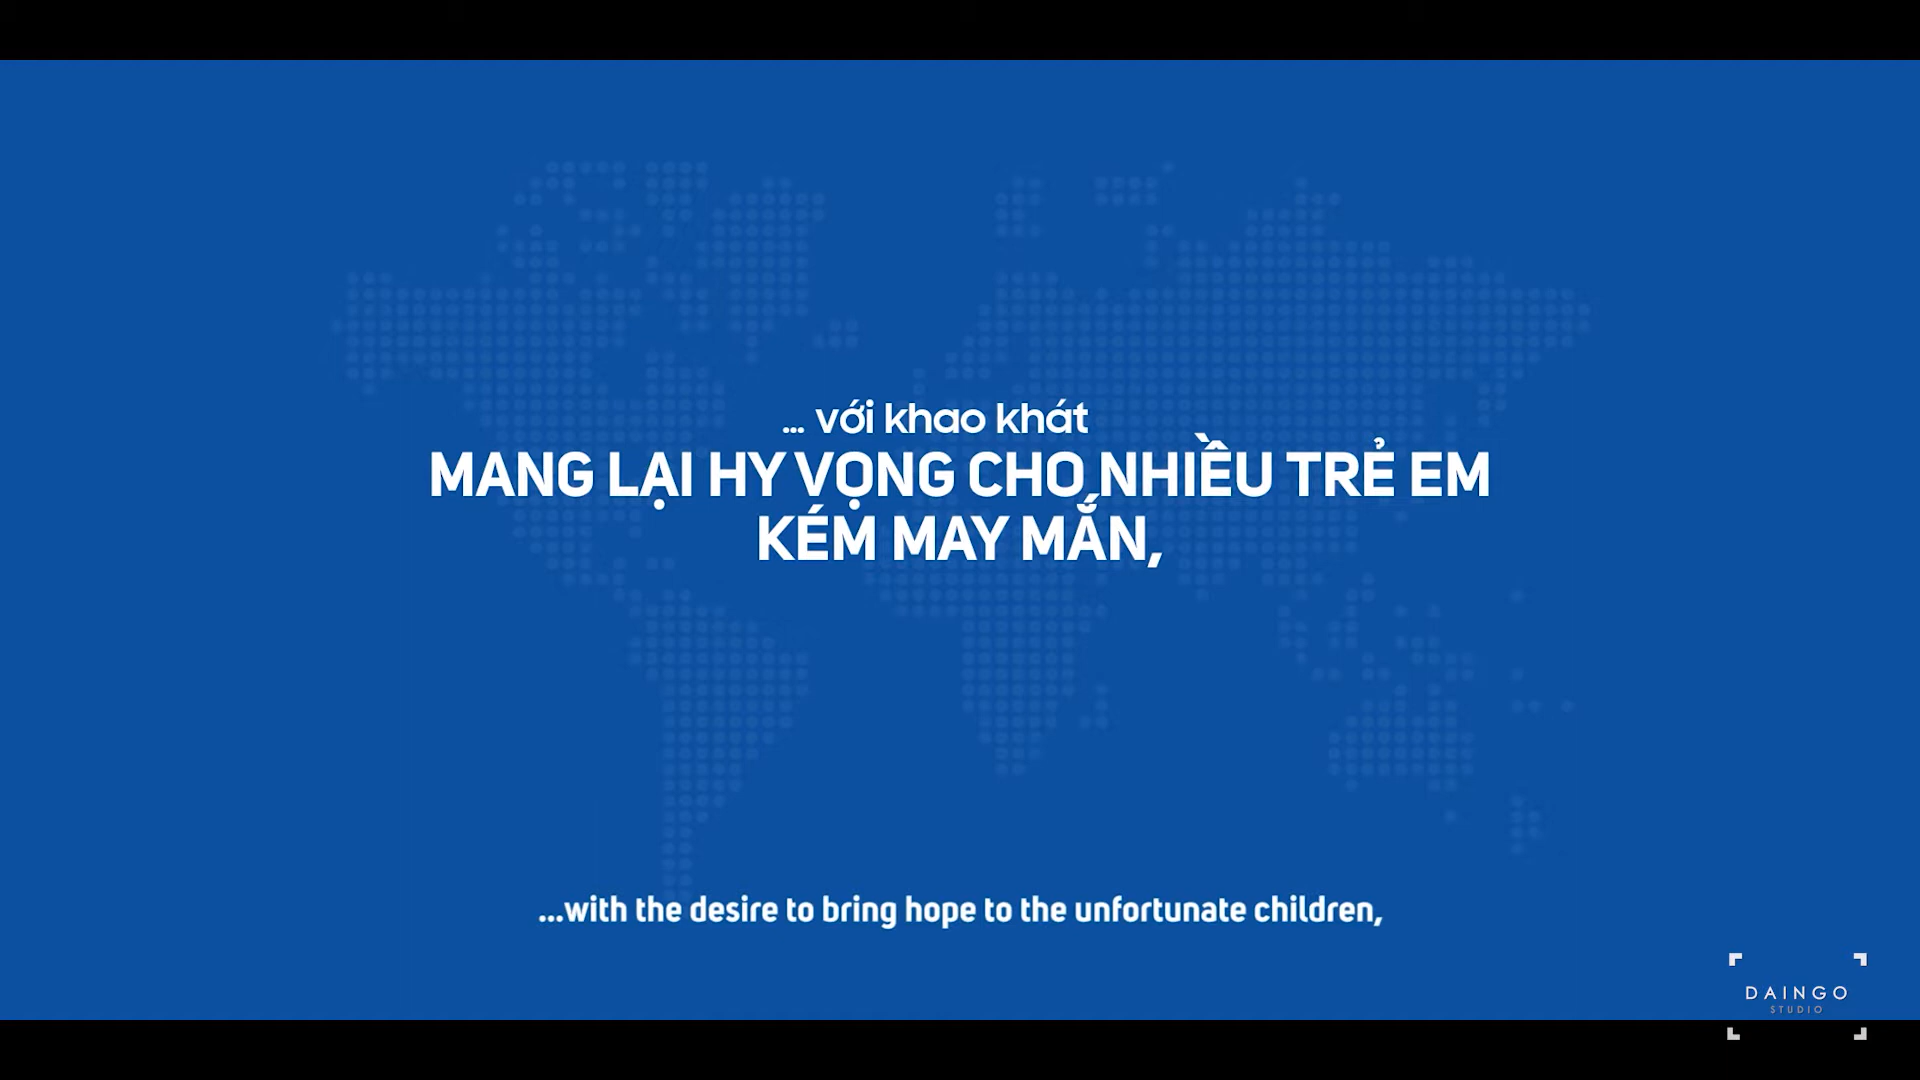 ... với khao khát
MANG LẠI HY VỌNG CHO NHIỀU TRẺ EM
KÉM MAY MẮN,
...with the desire to bring hope to the unfortunate children,
DAINGO
STUDIO